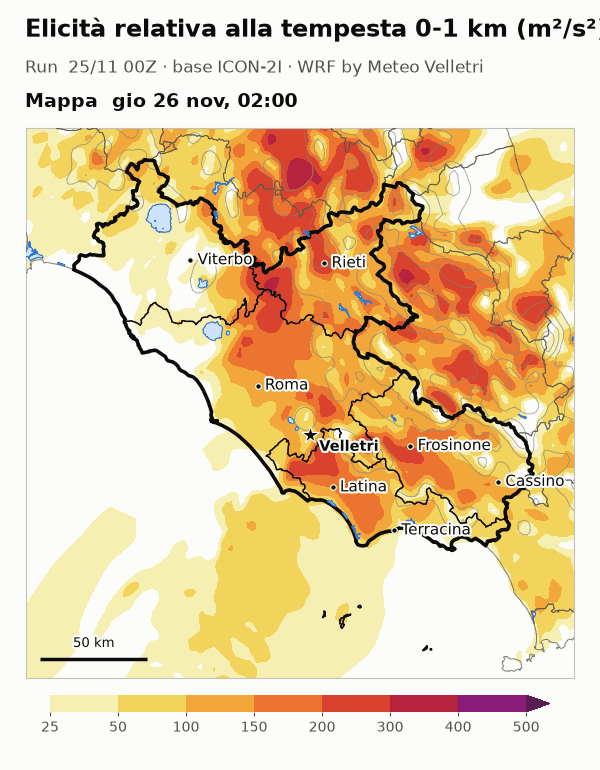 Elicità relativa alla tempesta 0-1 km (m²/s²)
Run 25/11 00Z · base ICON-2I · WRF by Meteo Velletri
Mappa gio 26 nov, 02:00
Viterbo
Rieti
Roma
Velletri
Frosinone
Latina
Cassino
Terracina
50 km
25 50 100 150 200 300 400 500